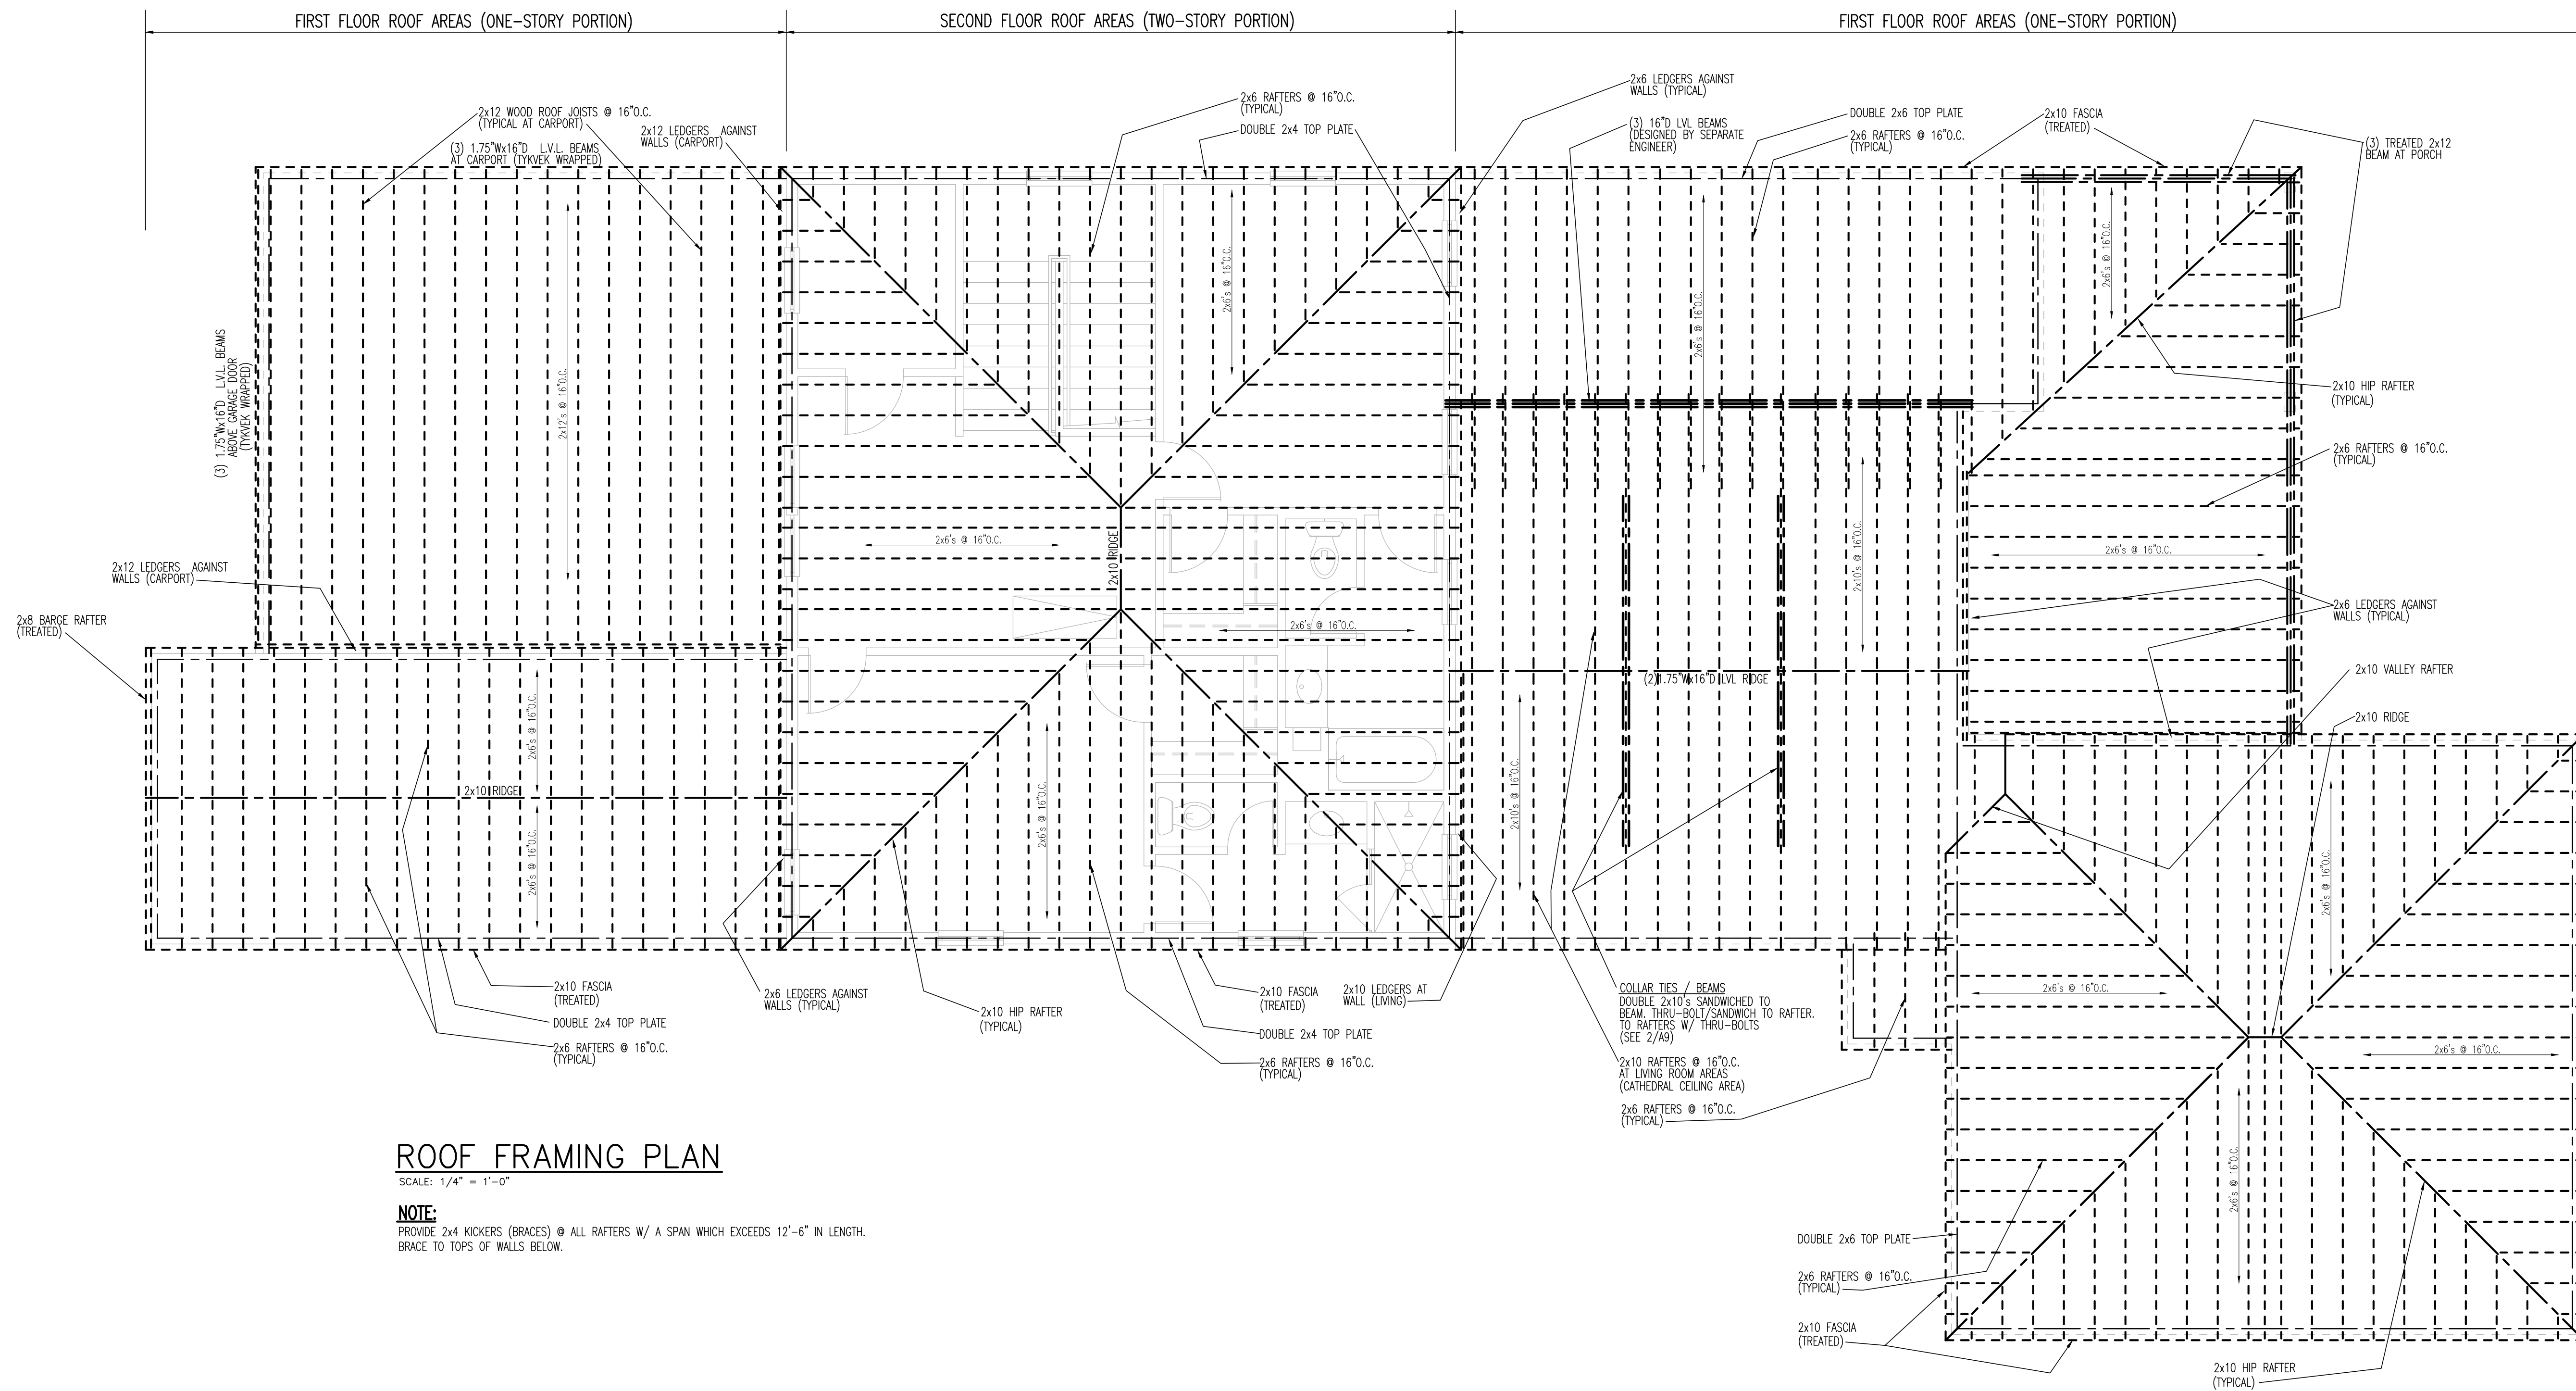 FIRST FLOOR ROOF AREAS (ONE-STORY PORTION)
SECOND FLOOR ROOF AREAS (TWO-STORY PORTION)
FIRST FLOOR ROOF AREAS (ONE-STORY PORTION)
2x12 WOOD ROOF JOISTS @ 16"O.C.
(TYPICAL AT CARPORT)
(3) 1.75"Wx16"D L.V.L. BEAMS
AT CARPORT (TYKVEK WRAPPED)
2x12 LEDGERS AGAINST
WALLS (CARPORT)
2x6 RAFTERS @ 16"O.C.
(TYPICAL)
DOUBLE 2x4 TOP PLATE
2x6 LEDGERS AGAINST
WALLS (TYPICAL)
(3) 16"D LVL BEAMS
(DESIGNED BY SEPARATE
ENGINEER)
DOUBLE 2x6 TOP PLATE
2x6 RAFTERS @ 16"O.C.
(TYPICAL)
2x10 FASCIA
(TREATED)
(3) TREATED 2x12
BEAM AT PORCH
(3) 1.75"Wx16"D L.V.L. BEAMS
ABOVE GARAGE DOOR
(TYKVEK WRAPPED)
2x12's @ 16"O.C.
2x6's @ 16"O.C.
2x6's @ 16"O.C.
2x6's @ 16"O.C.
2x10 HIP RAFTER
(TYPICAL)
2x6 RAFTERS @ 16"O.C.
(TYPICAL)
2x6's @ 16"O.C.
2x10 RIDGE
2x10's @ 16"O.C.
2x6's @ 16"O.C.
2x12 LEDGERS AGAINST
WALLS (CARPORT)
2x8 BARGE RAFTER
(TREATED)
2x6's @ 16"O.C.
2x6 LEDGERS AGAINST
WALLS (TYPICAL)
2x10 VALLEY RAFTER
(2)1.75"Wx16"D LVL RIDGE
2x10 RIDGE
2x6's @ 16"O.C.
2x10 RIDGE
2x6's @ 16"O.C.
2x6's @ 16"O.C.
2x10's @ 16"O.C.
2x6's @ 16"O.C.
2x10 FASCIA
(TREATED)
DOUBLE 2x4 TOP PLATE
2x6 RAFTERS @ 16"O.C.
(TYPICAL)
2x6 LEDGERS AGAINST
WALLS (TYPICAL)
2x10 HIP RAFTER
(TYPICAL)
2x10 FASCIA
(TREATED)
DOUBLE 2x4 TOP PLATE
2x6 RAFTERS @ 16"O.C.
(TYPICAL)
2x10 LEDGERS AT
WALL (LIVING)
COLLAR TIES / BEAMS
DOUBLE 2x10's SANDWICHED TO
BEAM. THRU-BOLT/SANDWICH TO RAFTER.
TO RAFTERS W/ THRU-BOLTS
(SEE 2/A9)
2x10 RAFTERS @ 16"O.C.
AT LIVING ROOM AREAS
(CATHEDRAL CEILING AREA)
2x6 RAFTERS @ 16"O.C.
(TYPICAL)
2x6's @ 16"O.C.
2x6's @ 16"O.C.
2x6's @ 16"O.C.
ROOF FRAMING PLAN
SCALE: 1/4" = 1'-0"
NOTE:
PROVIDE 2x4 KICKERS (BRACES) @ ALL RAFTERS W/ A SPAN WHICH EXCEEDS 12'-6" IN LENGTH.
BRACE TO TOPS OF WALLS BELOW.
DOUBLE 2x6 TOP PLATE
2x6 RAFTERS @ 16"O.C.
(TYPICAL)
2x10 FASCIA
(TREATED)
2x10 HIP RAFTER
(TYPICAL)